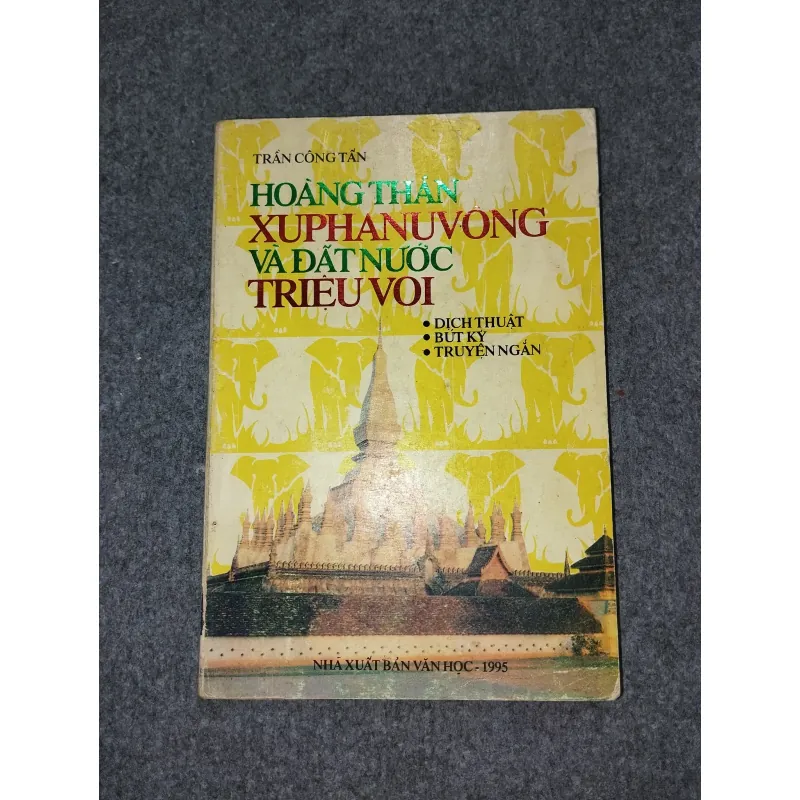 TRẦN CÔNG TẤN
HOÀNG THÂN
XUPHANUVÔNG
VÀ ĐẤT NƯỚC
TRIỆU VOI
• DỊCH THUẬT
• BÚT KÝ
• TRUYỆN NGẮN
NHÀ XUẤT BẢN VĂN HỌC - 1995